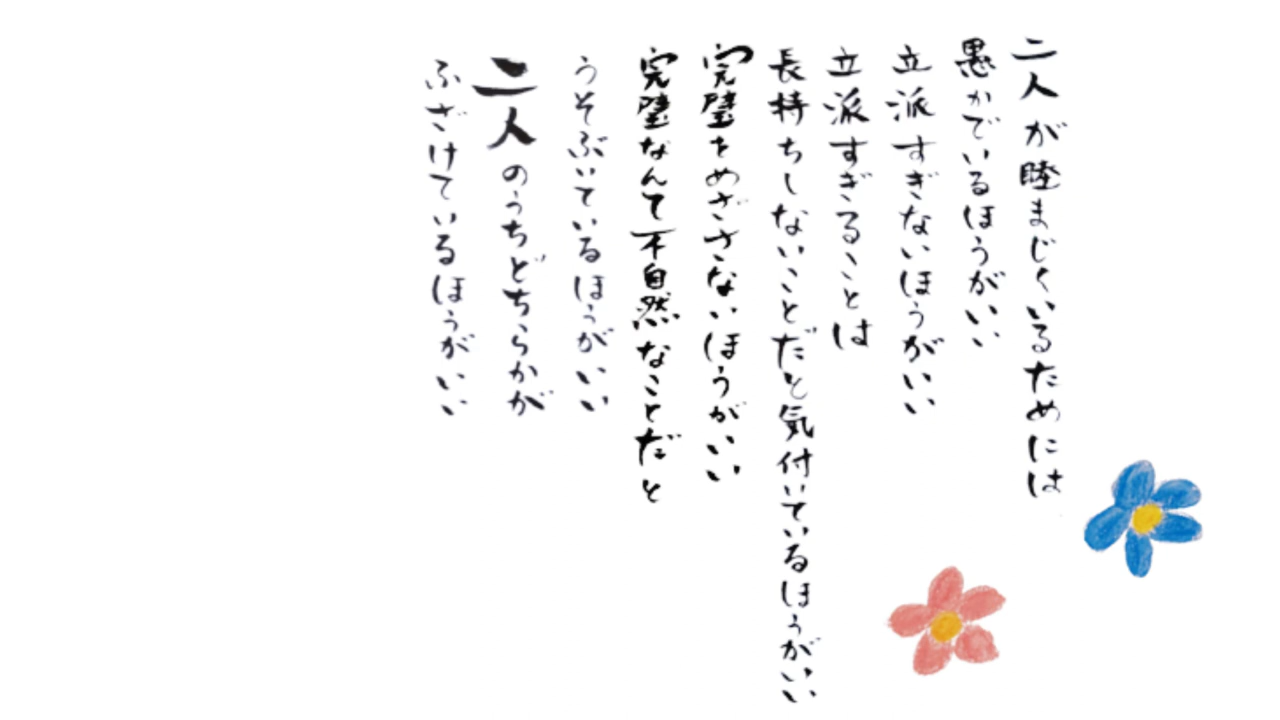 二人が睦まじくいるためには
愚かでいるほうがいい
立派すぎないほうがいい
立派すぎることは
長持ちしないことだと気付いているほうがいい
完璧をめざさないほうがいい
完璧なんて不自然なことだと
うそぶいているほうがいい
二人のうちどちらかが
ふざけているほうがいい